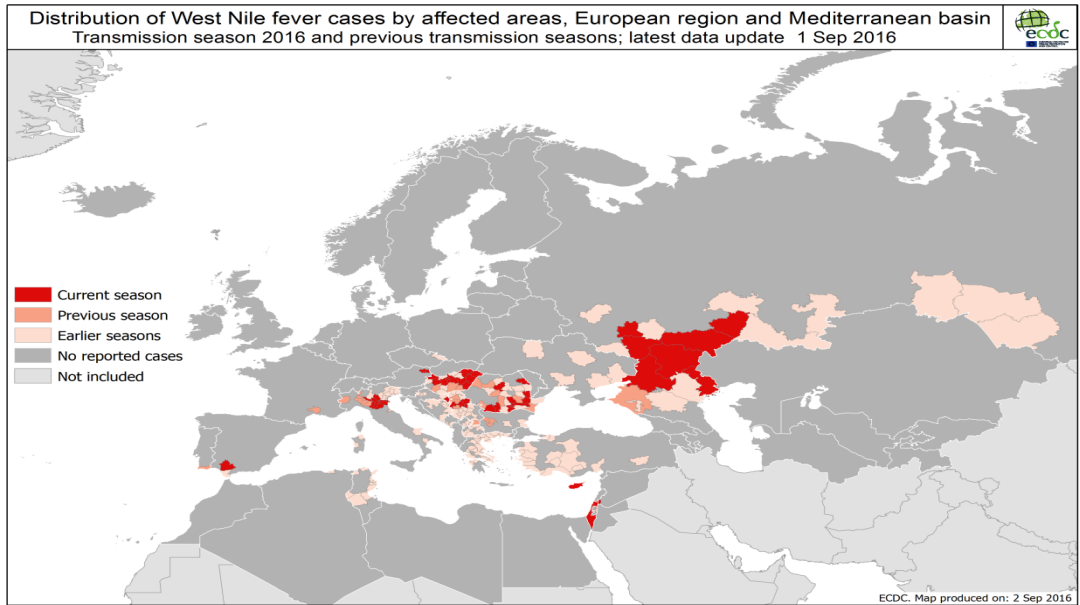 Distribution of West Nile fever cases by affected areas, European region and Mediterranean basin
Transmission season 2016 and previous transmission seasons; latest data update 1 Sep 2016
ecdc
Current season
Previous season
Earlier seasons
No reported cases
Not included
ECDC. Map produced on: 2 Sep 2016